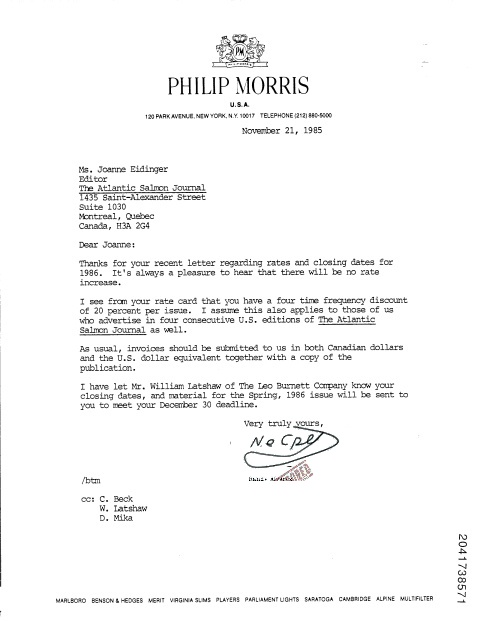 PM
PHILIP MORRIS
U.S.A.
120 PARK AVENUE, NEW YORK, N.Y. 10017 TELEPHONE (212) 880-5000
November 21, 1985
Ms. Joanne Eidinger
Editor
The Atlantic Salmon Journal
1435 Saint-Alexander Street
Suite 1030
Montreal, Quebec
Canada, H3A 2G4
Dear Joanne:
Thanks for your recent letter regarding rates and closing dates for
1986. It's always a pleasure to hear that there will be no rate
increase.
I see from your rate card that you have a four time frequency discount
of 20 percent per issue. I assume this also applies to those of us
who advertise in four consecutive U.S. editions of The Atlantic
Salmon Journal as well.
As usual, invoices should be submitted to us in both Canadian dollars
and the U.S. dollar equivalent together with a copy of the
publication.
I have let Mr. William Latshaw of The Leo Burnett Company know your
closing dates, and material for the Spring, 1986 issue will be sent to
you to meet your December 30 deadline.
Very truly yours,
/btm
cc: C. Beck
W. Latshaw
D. Mika
2041738571
MARLBORO BENSON & HEDGES MERIT VIRGINIA SLIMS PLAYERS PARLIAMENT LIGHTS SARATOGA CAMBRIDGE ALPINE MULTIFILTER